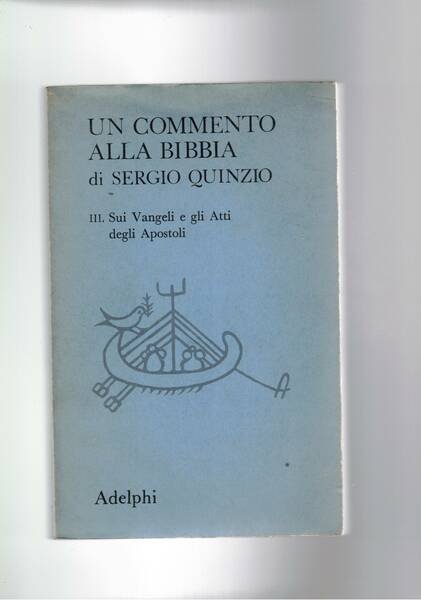 UN COMMENTO
ALLA BIBBIA
di SERGIO QUINZIO
III. Sui Vangeli e gli Atti
degli Apostoli
Adelphi